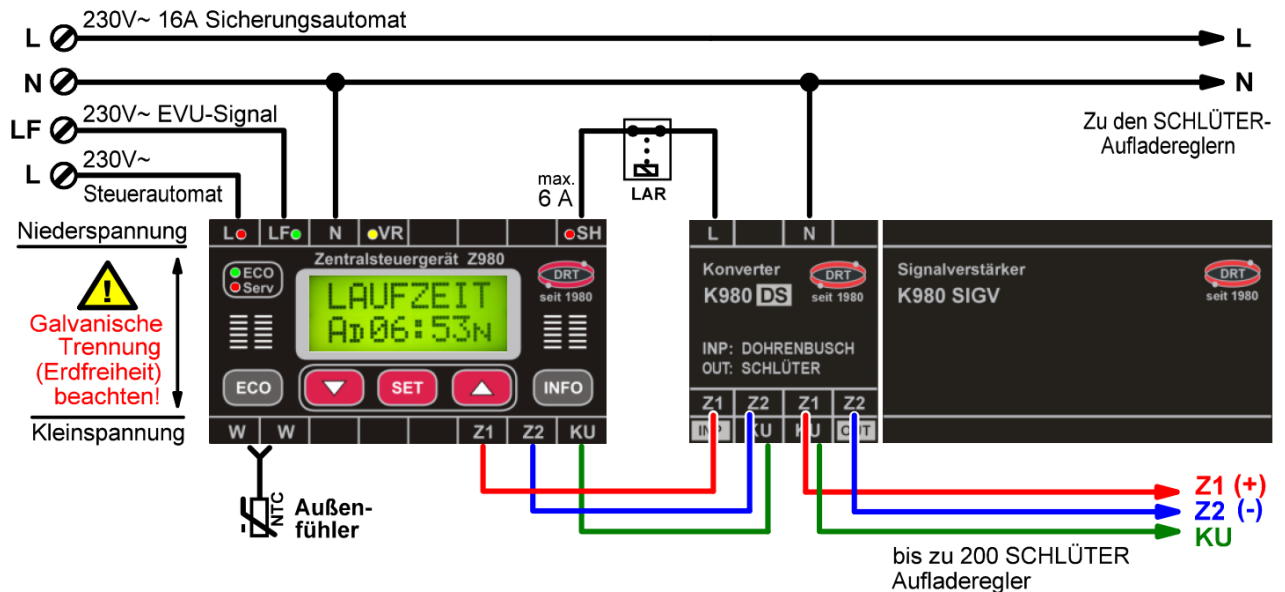 L 230V~ 16A Sicherungsautomat L
N N
LF 230V~ EVU-Signal
L 230V~
Steuerautomat
Zu den SCHLÜTER-
Aufladereglern
max.
6 A
LAR
Niederspannung
L LF N VR SH
Zentralsteuergerät Z980
ECO
Serv
DRT
seit 1980
LAUFZEIT
AD06:53N
ECO SET INFO
W W Z1 Z2 KU
Galvanische
Trennung
(Erdfreiheit)
beachten!
Kleinspannung
NTC
Außen-
fühler
L N
Konverter
K980 DS
DRT
seit 1980
INP: DOHRENBUSCH
OUT: SCHLÜTER
Z1 Z2 Z1 Z2
INP KU KU OUT
Signalverstärker
K980 SIGV
DRT
seit 1980
Z1 (+)
Z2 (-)
KU
bis zu 200 SCHLÜTER
Aufladeregler